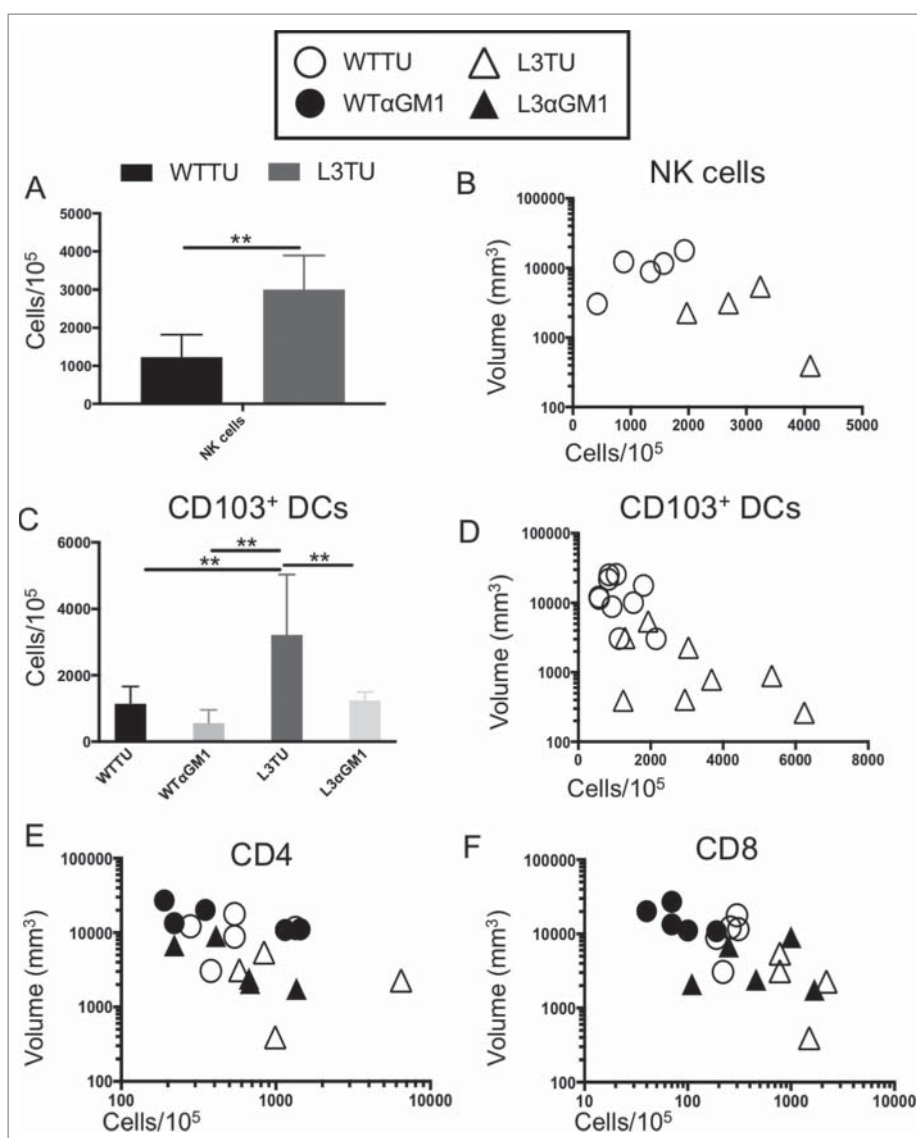 WTTU L3TU
WTαGM1 L3αGM1
WTTU L3TU
A
Cells/10⁵
5000
4000
3000
2000
1000
0
**
NK cells
B
NK cells
Volume (mm³)
100000
10000
1000
100
0 1000 2000 3000 4000 5000
Cells/10⁵
C
CD103⁺ DCs
Cells/10⁵
6000
4000
2000
0
**
**
**
WTTU
WTαGM1
L3TU
L3αGM1
D
CD103⁺ DCs
Volume (mm³)
100000
10000
1000
100
0 2000 4000 6000 8000
Cells/10⁵
E
CD4
Volume (mm³)
100000
10000
1000
100
100 1000 10000
Cells/10⁵
F
CD8
Volume (mm³)
100000
10000
1000
100
10 100 1000 10000
Cells/10⁵